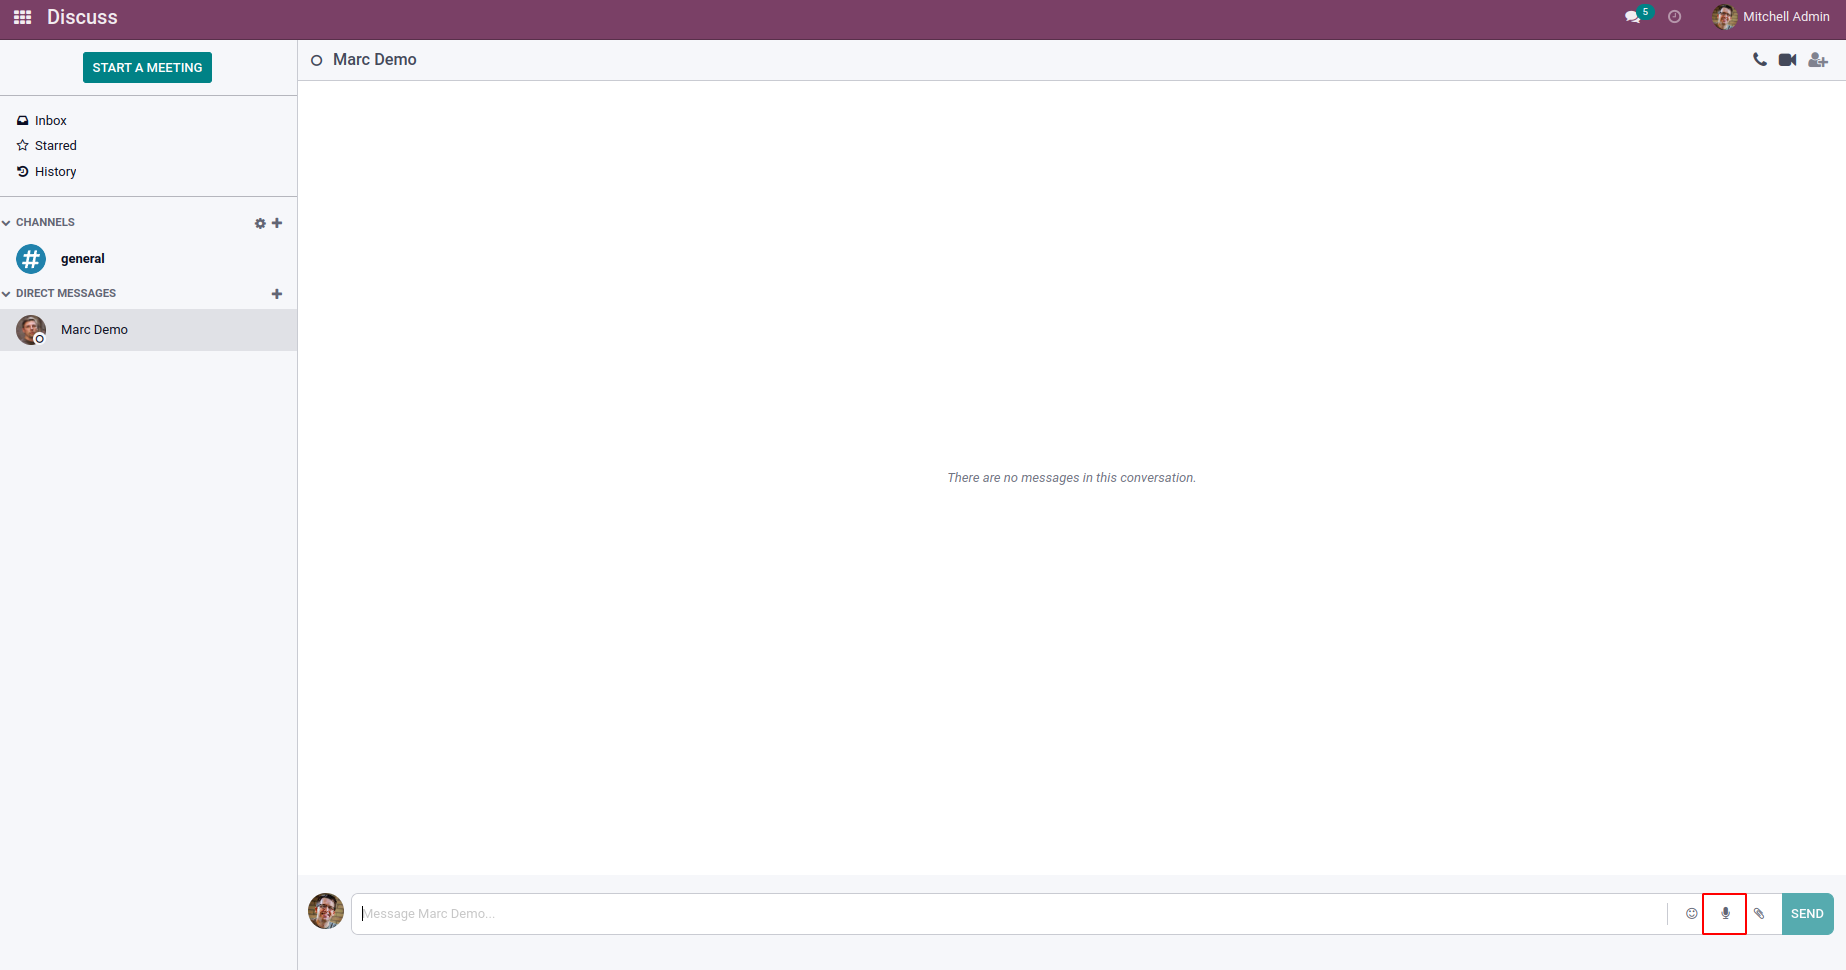 Discuss
5
Mitchell Admin
START A MEETING
Marc Demo
Inbox
Starred
History
CHANNELS
general
DIRECT MESSAGES
Marc Demo
There are no messages in this conversation.
Message Marc Demo...
SEND